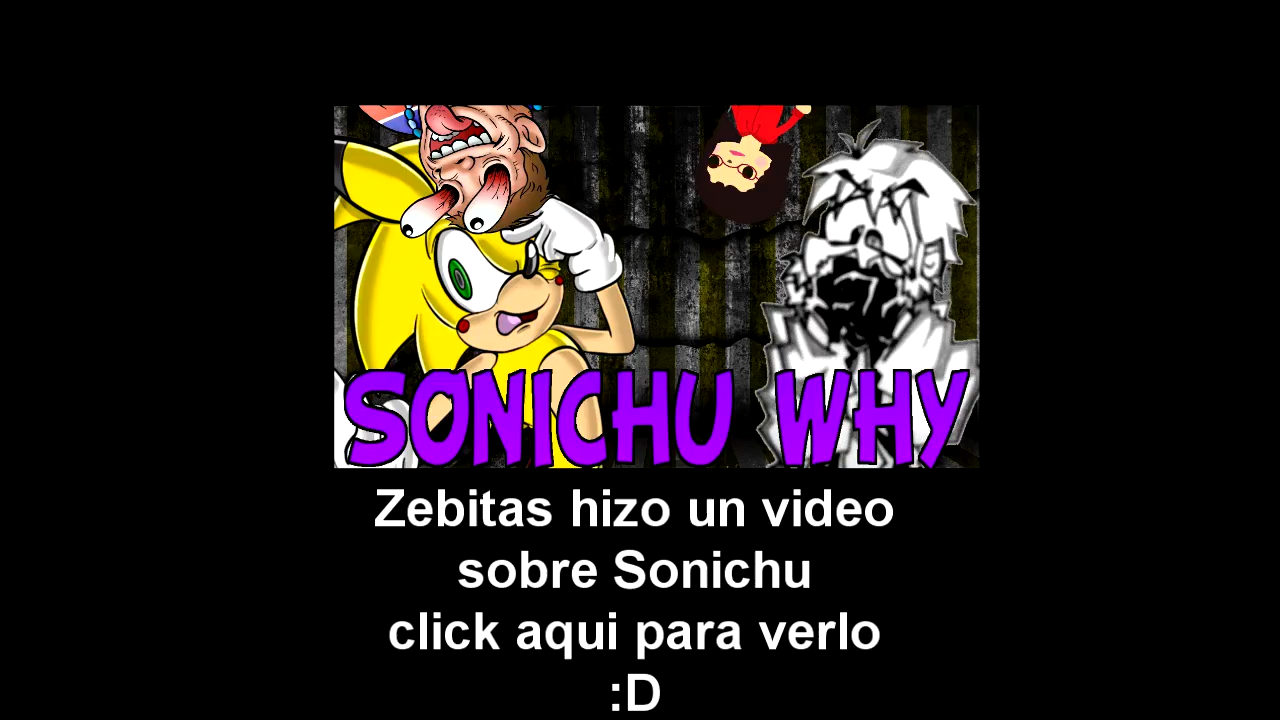 SONICHU WHY
Zebitas hizo un video
sobre Sonichu
click aqui para verlo
:D